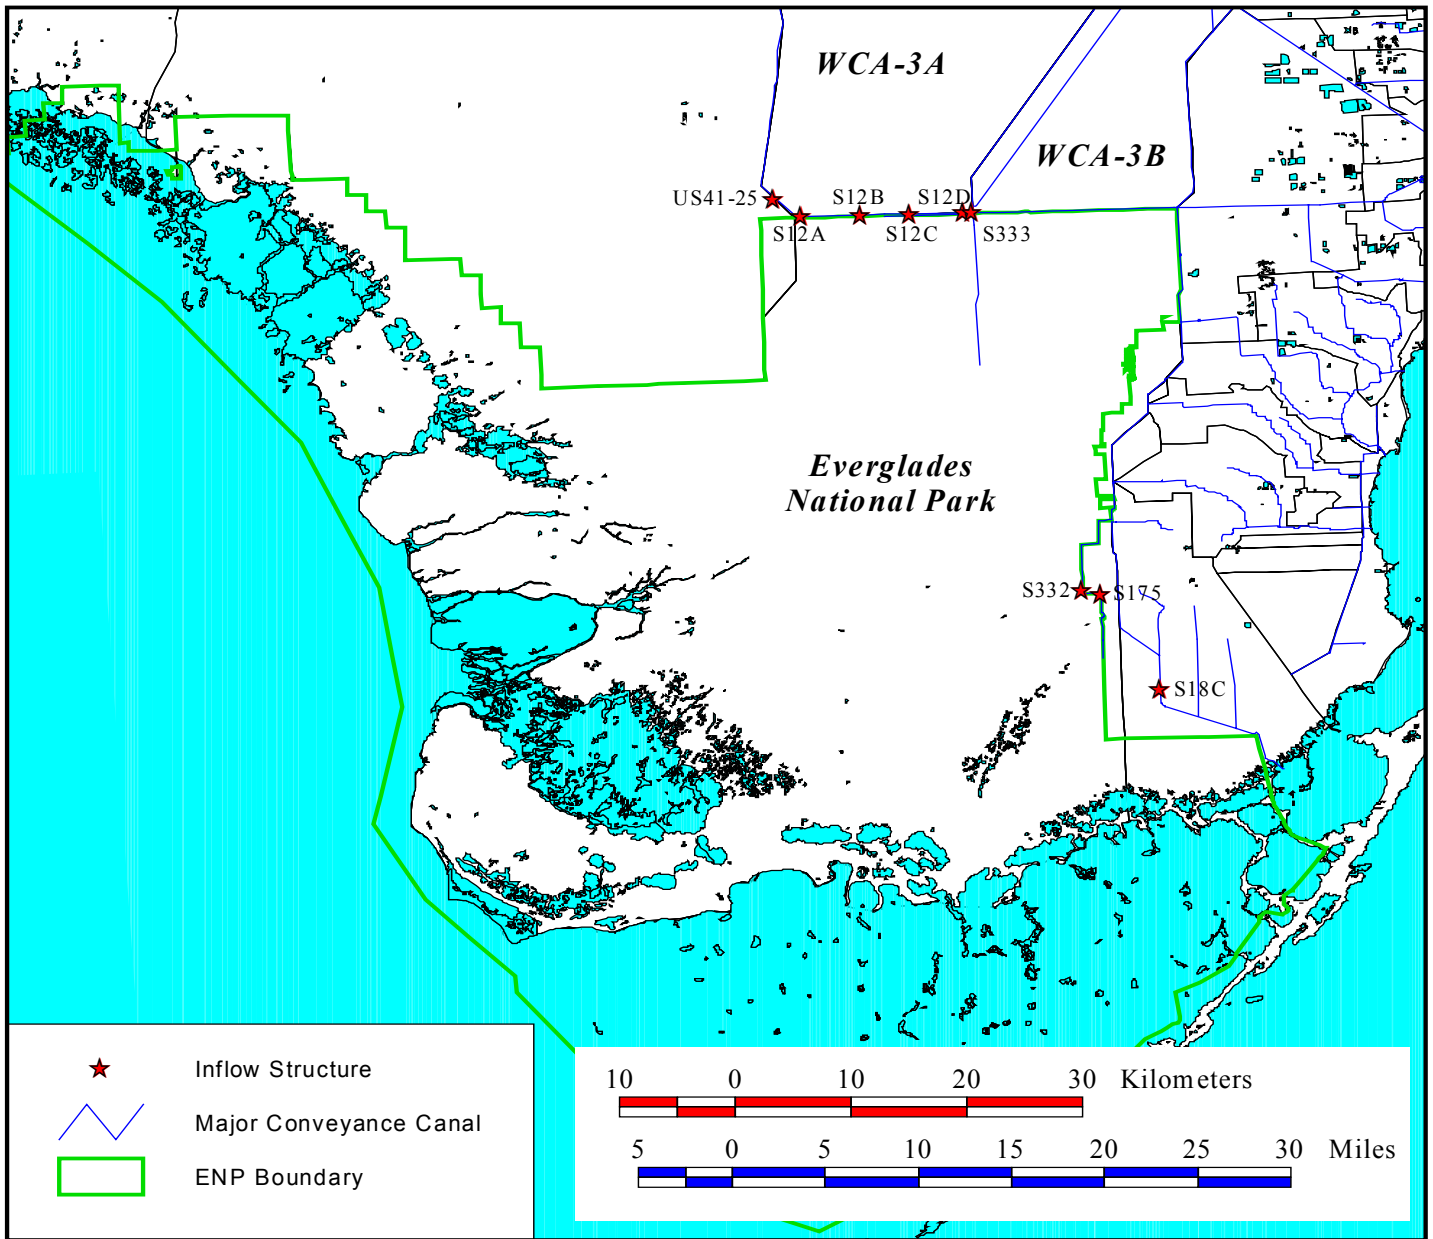 WCA-3A
WCA-3B
US41-25
S12B
S12D
S12A
S12C
S333
Everglades
National Park
S332
S175
S18C
Inflow Structure
Major Conveyance Canal
ENP Boundary
10 0 10 20 30 Kilometers
5 0 5 10 15 20 25 30 Miles